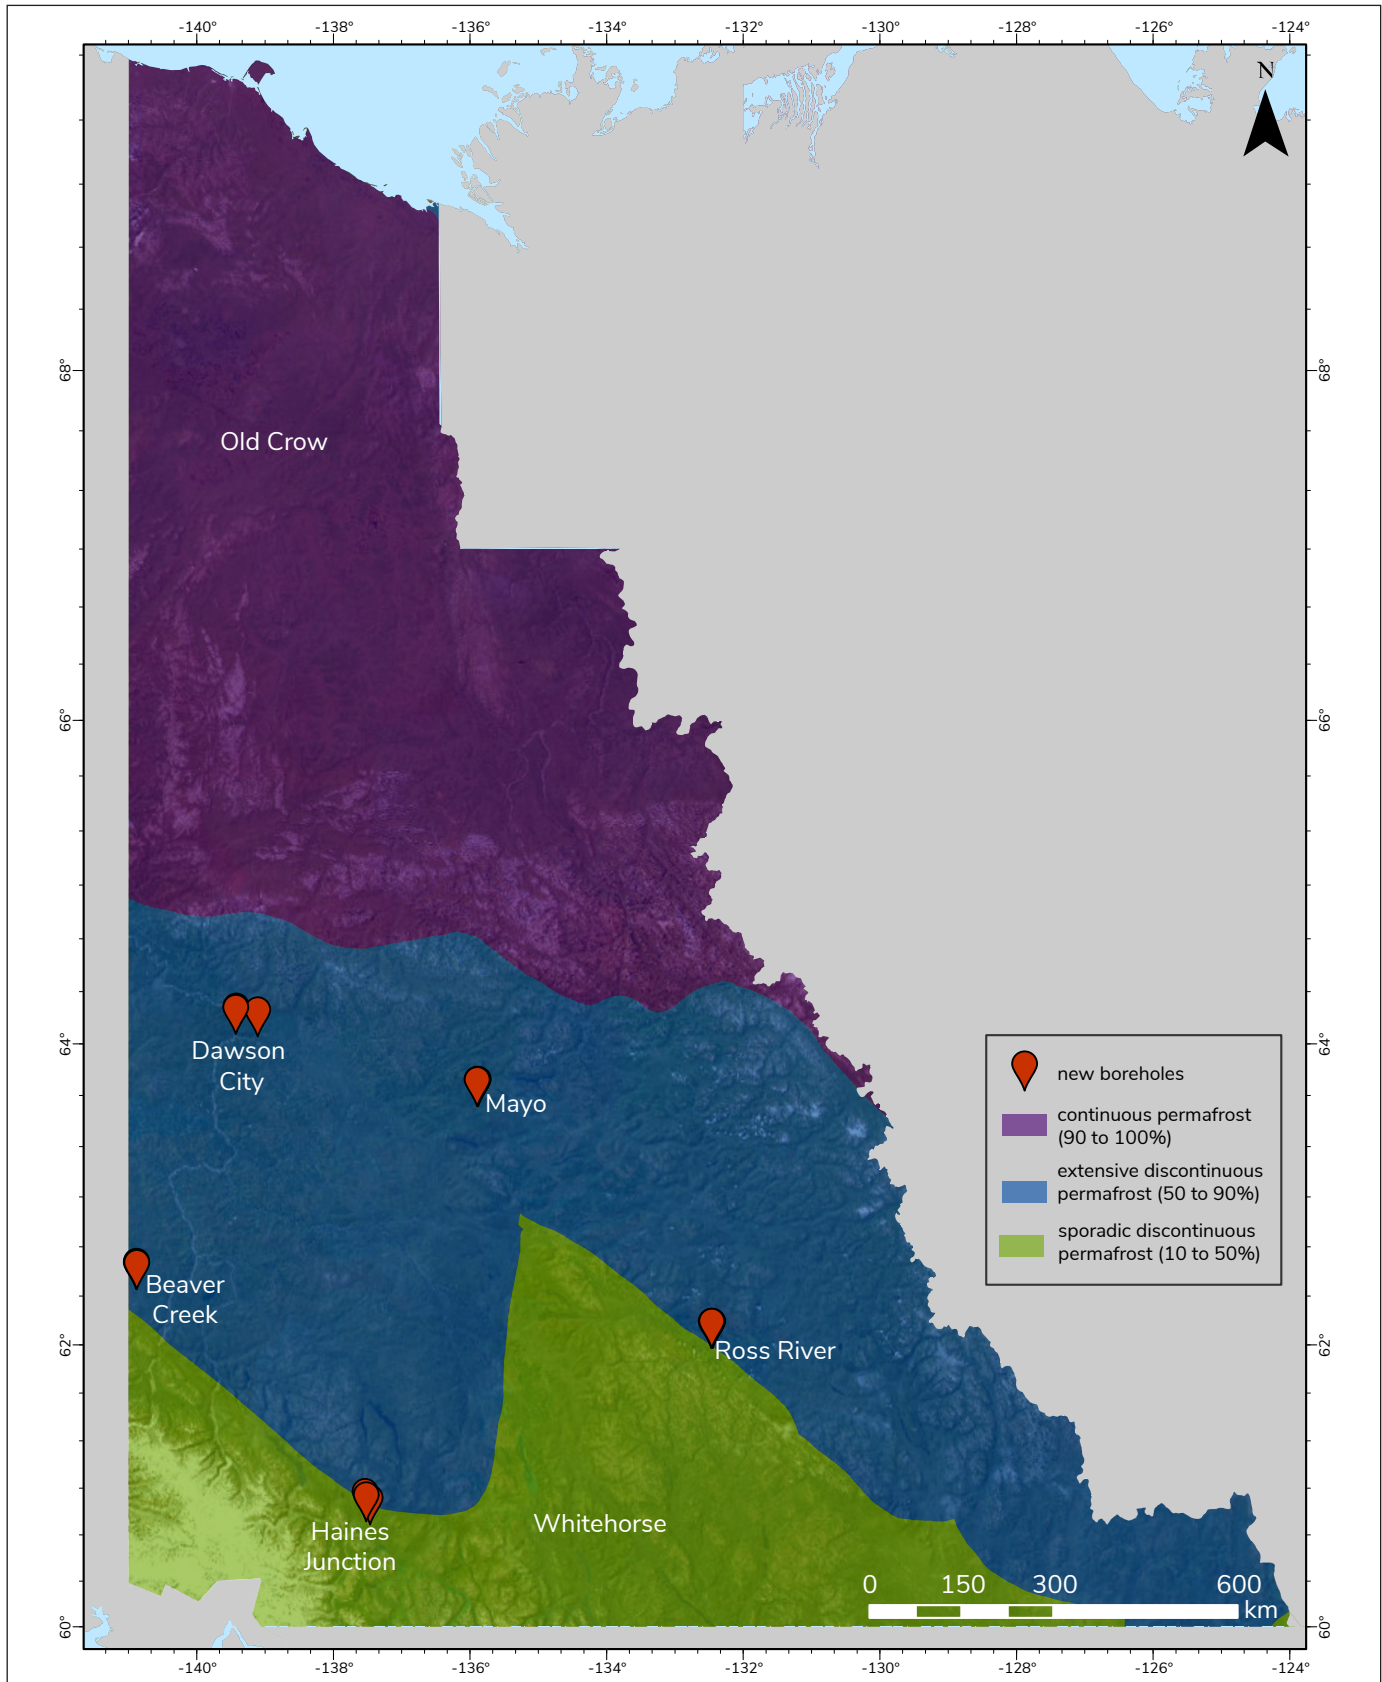 -140° -138° -136° -134° -132° -130° -128° -126° -124°
N
68° 68°
Old Crow
66° 66°
64° 64°
Dawson
City
Mayo
new boreholes
continuous permafrost
(90 to 100%)
extensive discontinuous
permafrost (50 to 90%)
sporadic discontinuous
permafrost (10 to 50%)
Beaver
Creek
62° 62°
Ross River
Whitehorse
Haines
Junction
0 150 300 600
km
60° 60°
-140° -138° -136° -134° -132° -130° -128° -126° -124°